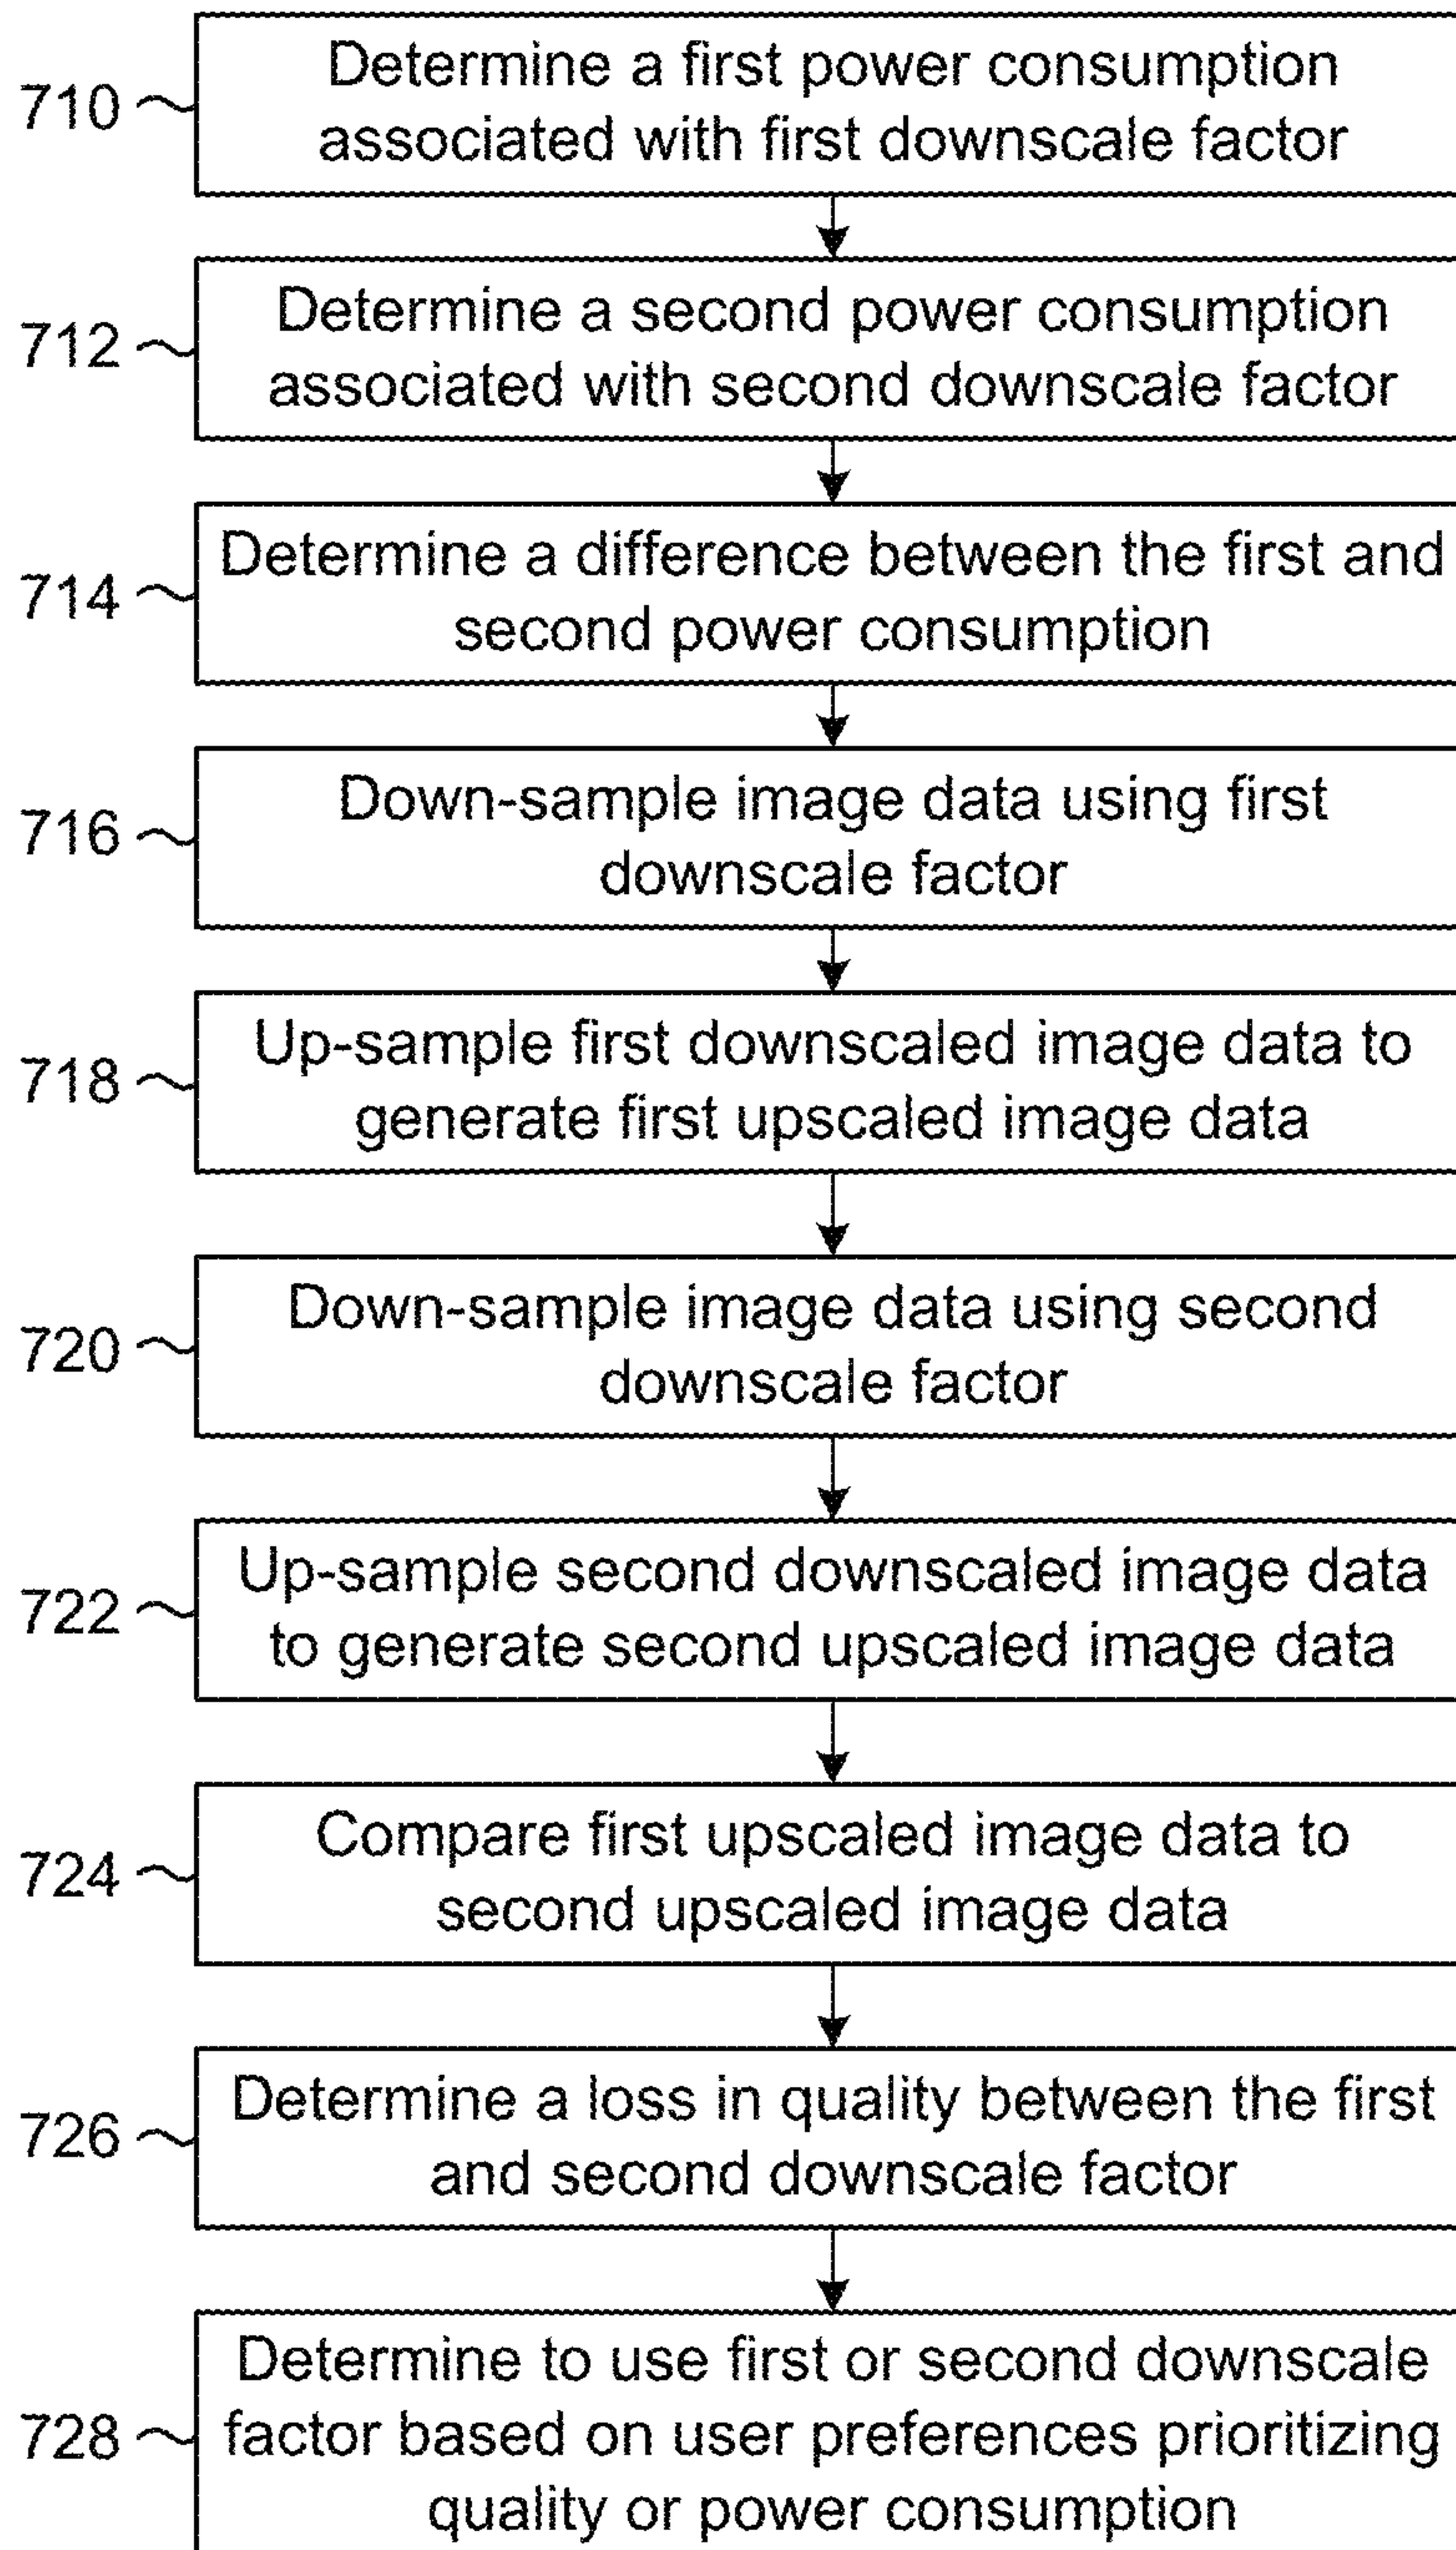 Determine a first power consumption
710
associated with first downscale factor
Determine a second power consumption
712
associated with second downscale factor
Determine a difference between the first and
714
second power consumption
Down-sample image data using first
716
downscale factor
Up-sample first downscaled image data to
718
generate first upscaled image data
Down-sample image data using second
720
downscale factor
Up-sample second downscaled image data
722
to generate second upscaled image data
Compare first upscaled image data to
724
second upscaled image data
Determine a loss in quality between the first
726
and second downscale factor
Determine to use first or second downscale
728
factor based on user preferences prioritizing
quality or power consumption